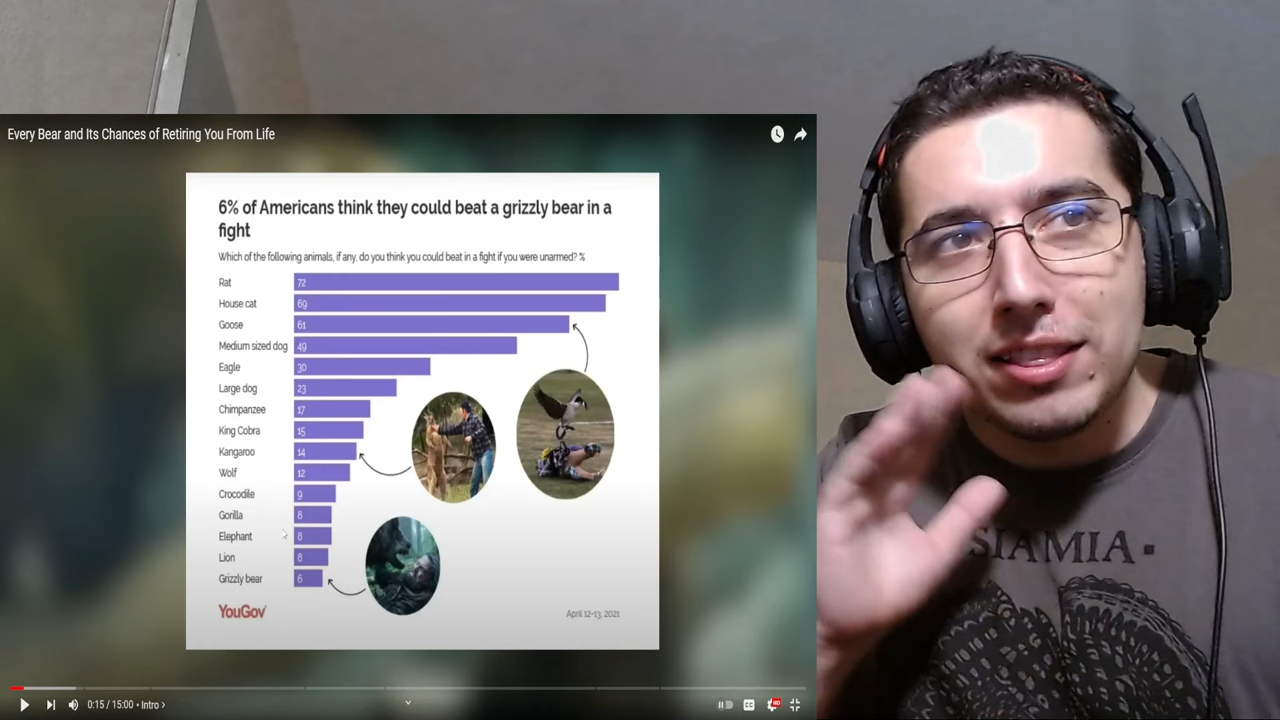 Every Bear and Its Chances of Retiring You From Life
6% of Americans think they could beat a grizzly bear in a
fight
Which of the following animals, if any, do you think you could beat in a fight if you were unarmed? %
Rat 72
House cat 69
Goose 61
Medium sized dog 49
Eagle 30
Large dog 23
Chimpanzee 17
King Cobra 15
Kangaroo 14
Wolf 12
Crocodile 9
Gorilla 8
Elephant 8
Lion 8
Grizzly bear 6
YouGov
April 12-13, 2021
SIAMIA
0:15 / 15:00 • Intro ›
CC
HD